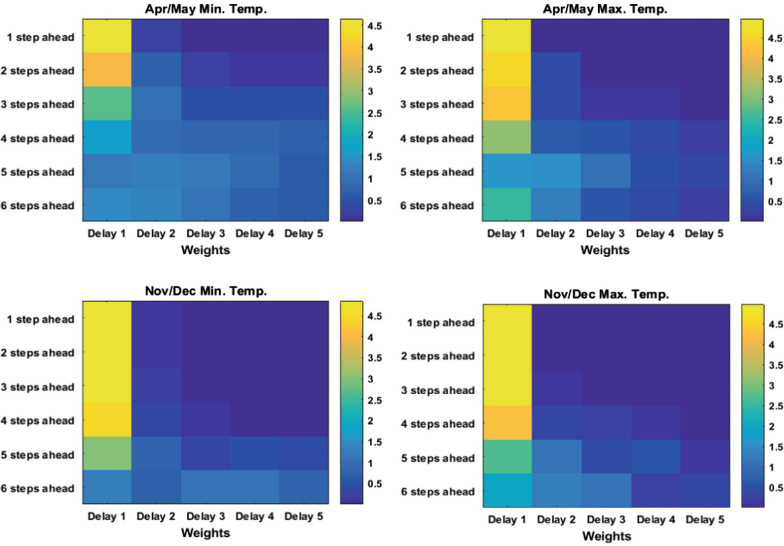 Apr/May Min. Temp.
1 step ahead
2 steps ahead
3 steps ahead
4 steps ahead
5 steps ahead
6 steps ahead
Delay 1 Delay 2 Delay 3 Delay 4 Delay 5
Weights
4.5
4
3.5
3
2.5
2
1.5
1
0.5
Apr/May Max. Temp.
1 step ahead
2 steps ahead
3 steps ahead
4 steps ahead
5 steps ahead
6 steps ahead
Delay 1 Delay 2 Delay 3 Delay 4 Delay 5
Weights
4.5
4
3.5
3
2.5
2
1.5
1
0.5
Nov/Dec Min. Temp.
1 step ahead
2 steps ahead
3 steps ahead
4 steps ahead
5 steps ahead
6 steps ahead
Delay 1 Delay 2 Delay 3 Delay 4 Delay 5
Weights
4.5
4
3.5
3
2.5
2
1.5
1
0.5
Nov/Dec Max. Temp.
1 step ahead
2 steps ahead
3 steps ahead
4 steps ahead
5 steps ahead
6 steps ahead
Delay 1 Delay 2 Delay 3 Delay 4 Delay 5
Weights
4.5
4
3.5
3
2.5
2
1.5
1
0.5